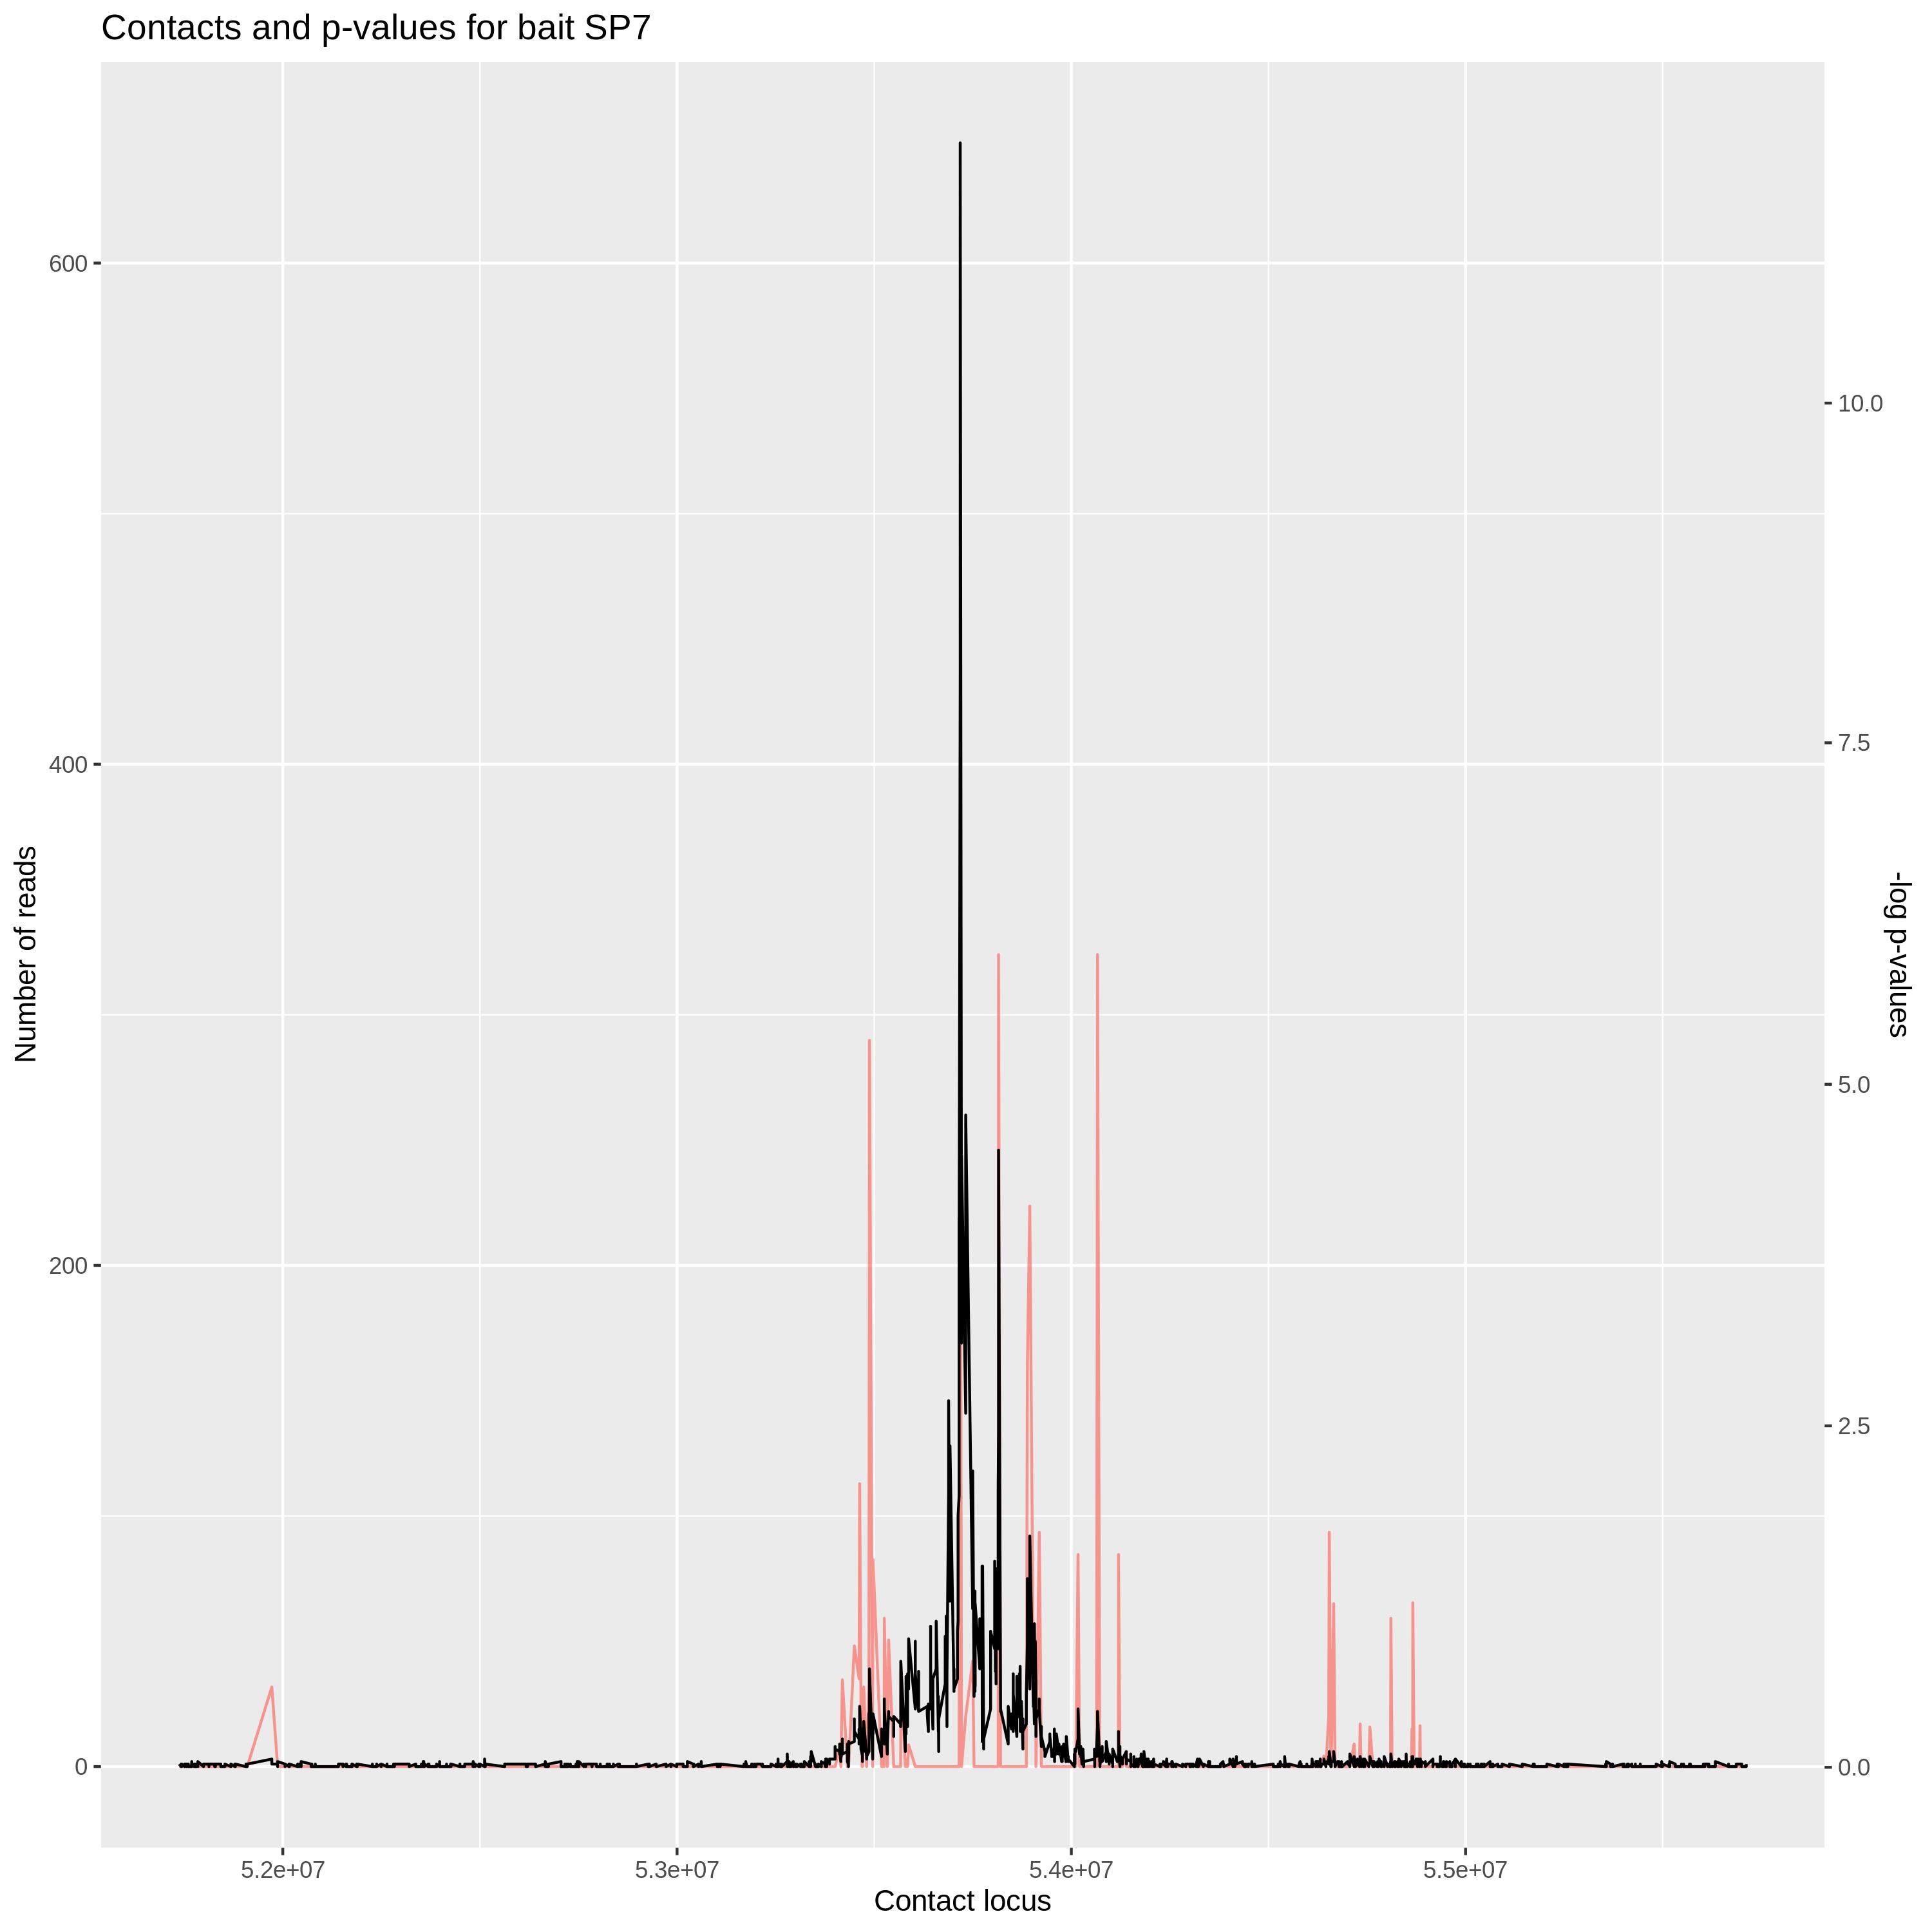 Contacts and p-values for bait SP7
600
400
200
0
Number of reads
10.0
7.5
5.0
2.5
0.0
-log p-values
5.2e+07
5.3e+07
5.4e+07
5.5e+07
Contact locus